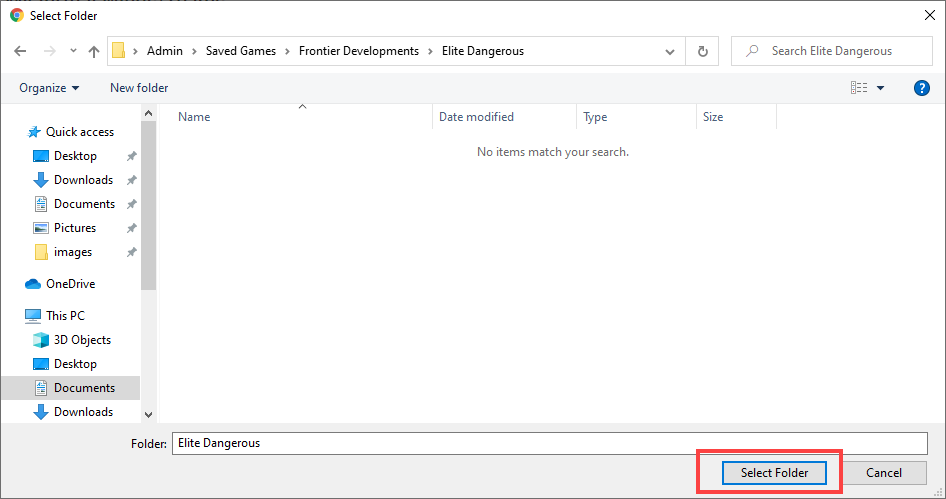 Select Folder
Admin > Saved Games > Frontier Developments > Elite Dangerous
Search Elite Dangerous
Organize
New folder
?
Name
Date modified
Type
Size
No items match your search.
Quick access
Desktop
Downloads
Documents
Pictures
images
OneDrive
This PC
3D Objects
Desktop
Documents
Downloads
Folder:
Elite Dangerous
Select Folder
Cancel